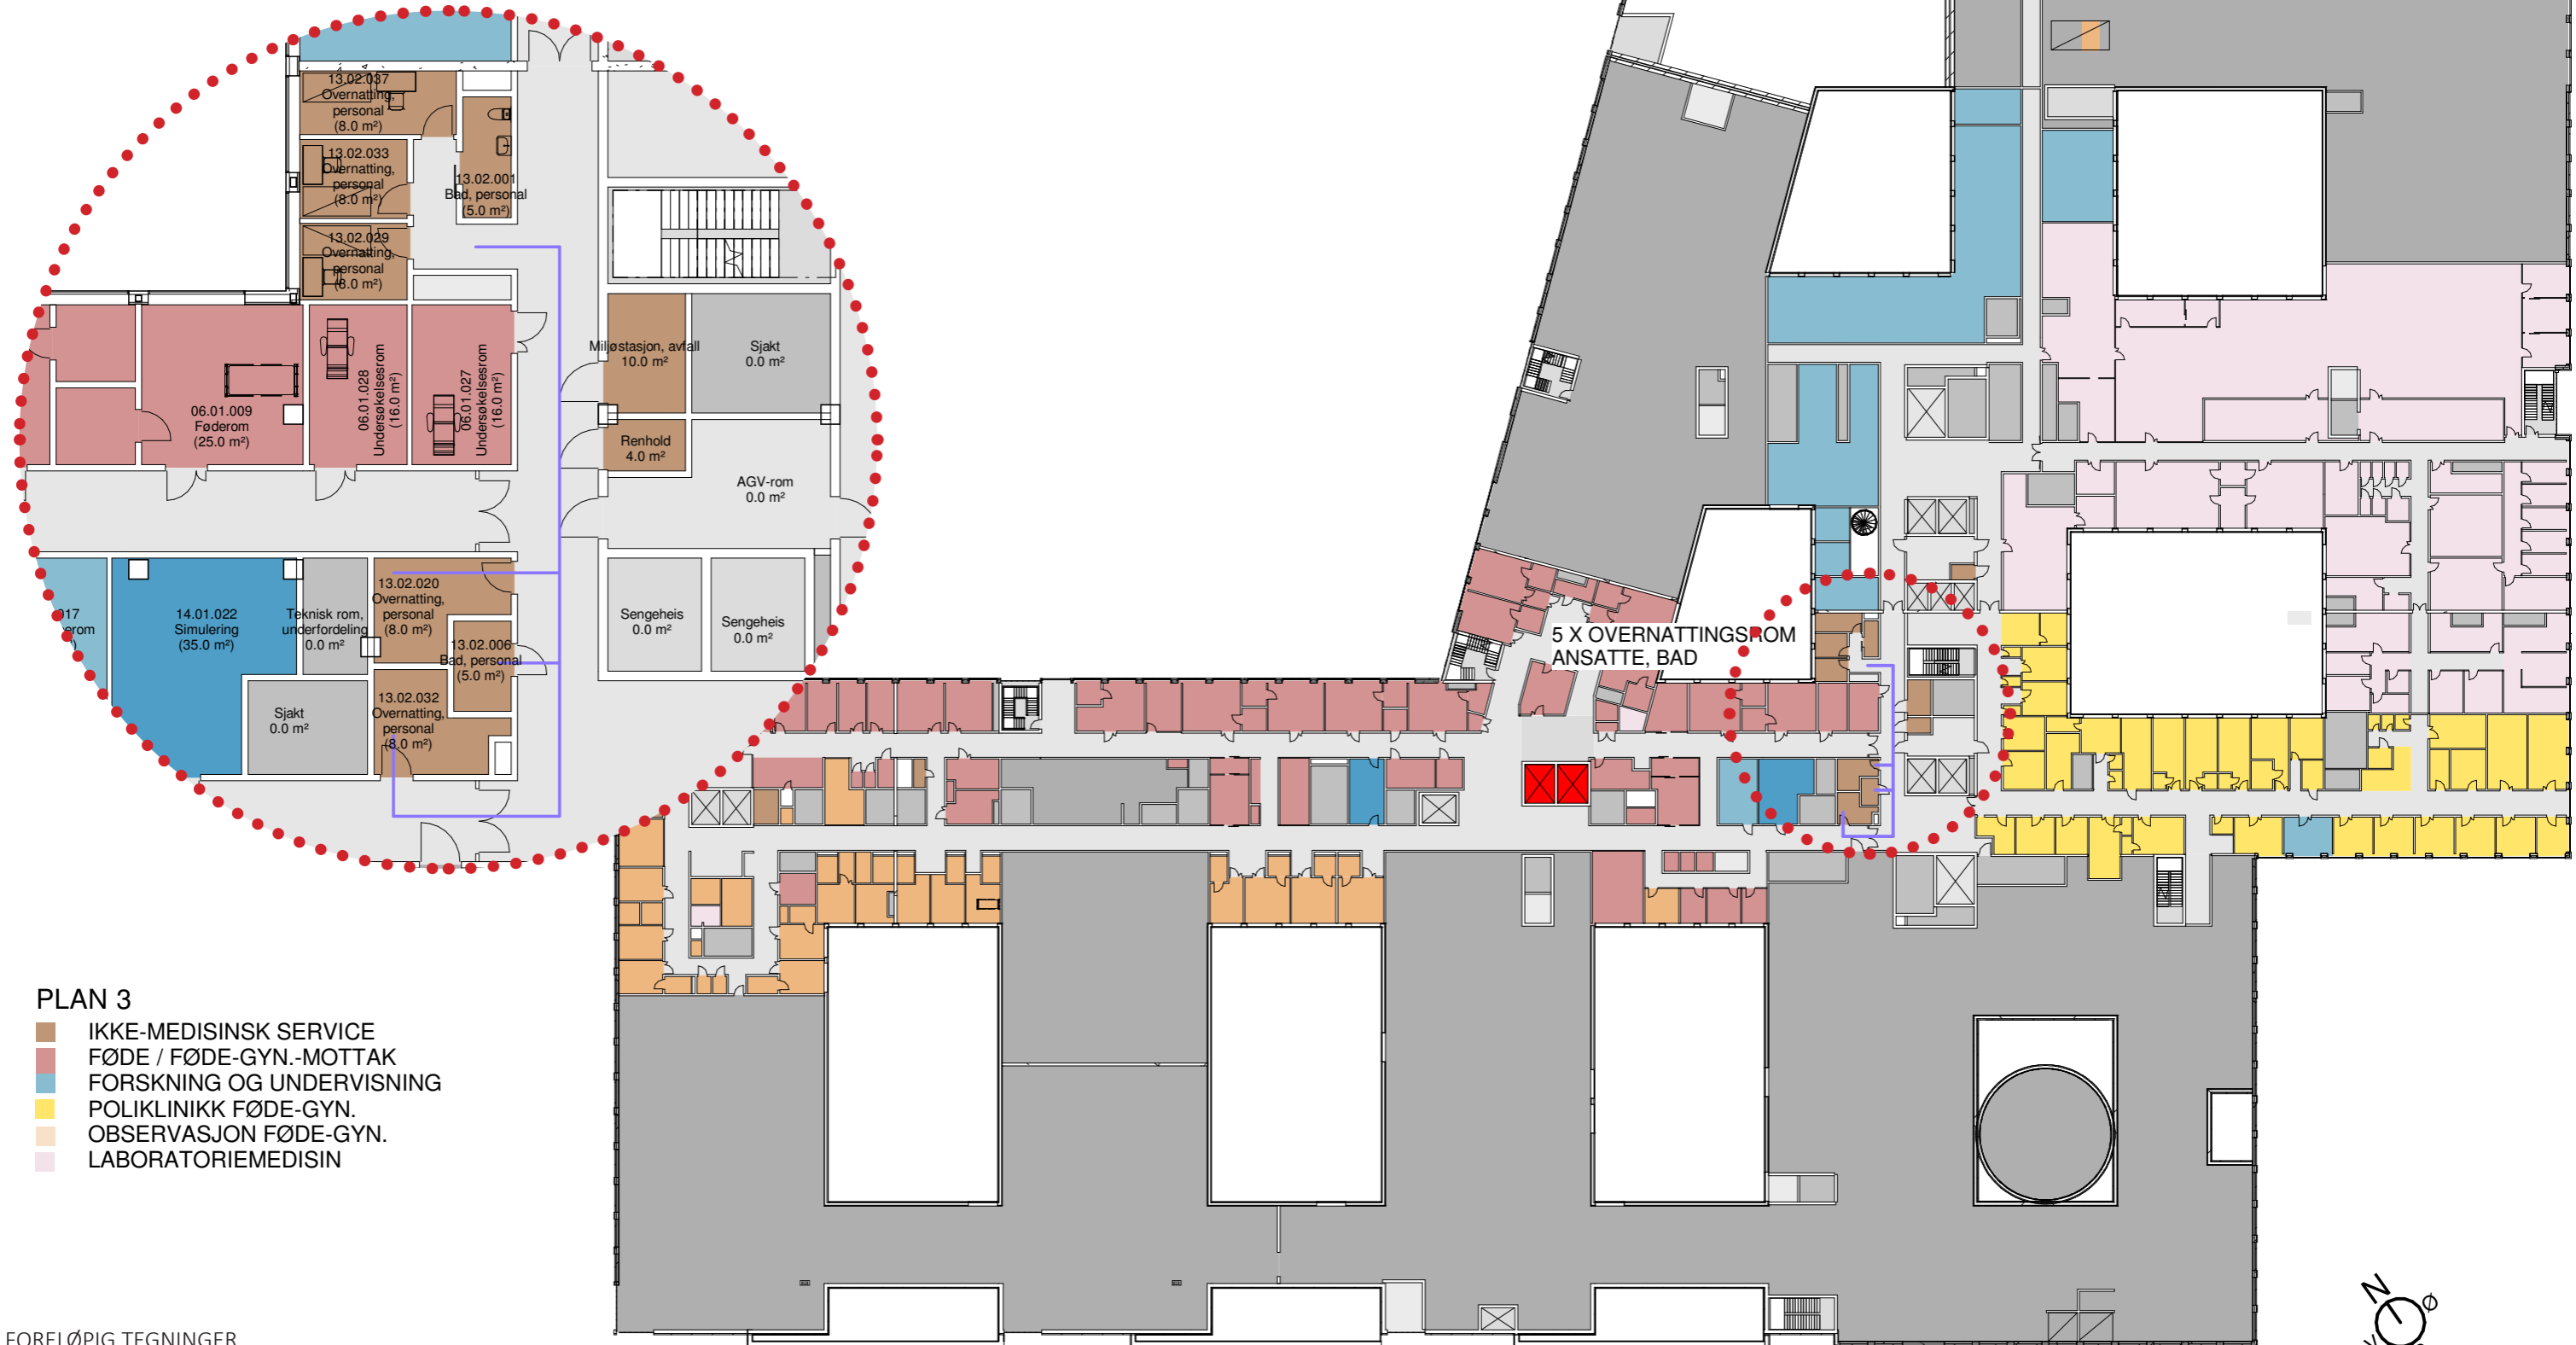 13.02.037
Overnatting,
personal
(8.0 m²)
13.02.033
Overnatting,
personal
(8.0 m²)
13.02.001
Bad, personal
(5.0 m²)
13.02.029
Overnatting,
personal
(8.0 m²)
Miljøstasjon, avfall
10.0 m²
Sjakt
0.0 m²
06.01.009
Føderom
(25.0 m²)
06.01.028
Undersøkelsesrom
(16.0 m²)
06.01.027
Undersøkelsesrom
(16.0 m²)
Renhold
4.0 m²
AGV-rom
0.0 m²
14.01.022
Simulering
(35.0 m²)
Teknisk rom,
underfordeling
0.0 m²
13.02.020
Overnatting,
personal
(8.0 m²)
13.02.006
Bad, personal
(5.0 m²)
Sengeheis
0.0 m²
Sengeheis
0.0 m²
Sjakt
0.0 m²
13.02.032
Overnatting,
personal
(8.0 m²)
5 X OVERNATTINGSROM
ANSATTE, BAD
PLAN 3
IKKE-MEDISINSK SERVICE
FØDE / FØDE-GYN.-MOTTAK
FORSKNING OG UNDERVISNING
POLIKLINIKK FØDE-GYN.
OBSERVASJON FØDE-GYN.
LABORATORIEMEDISIN
FORELØPIG TEGNINGER
N
Ø